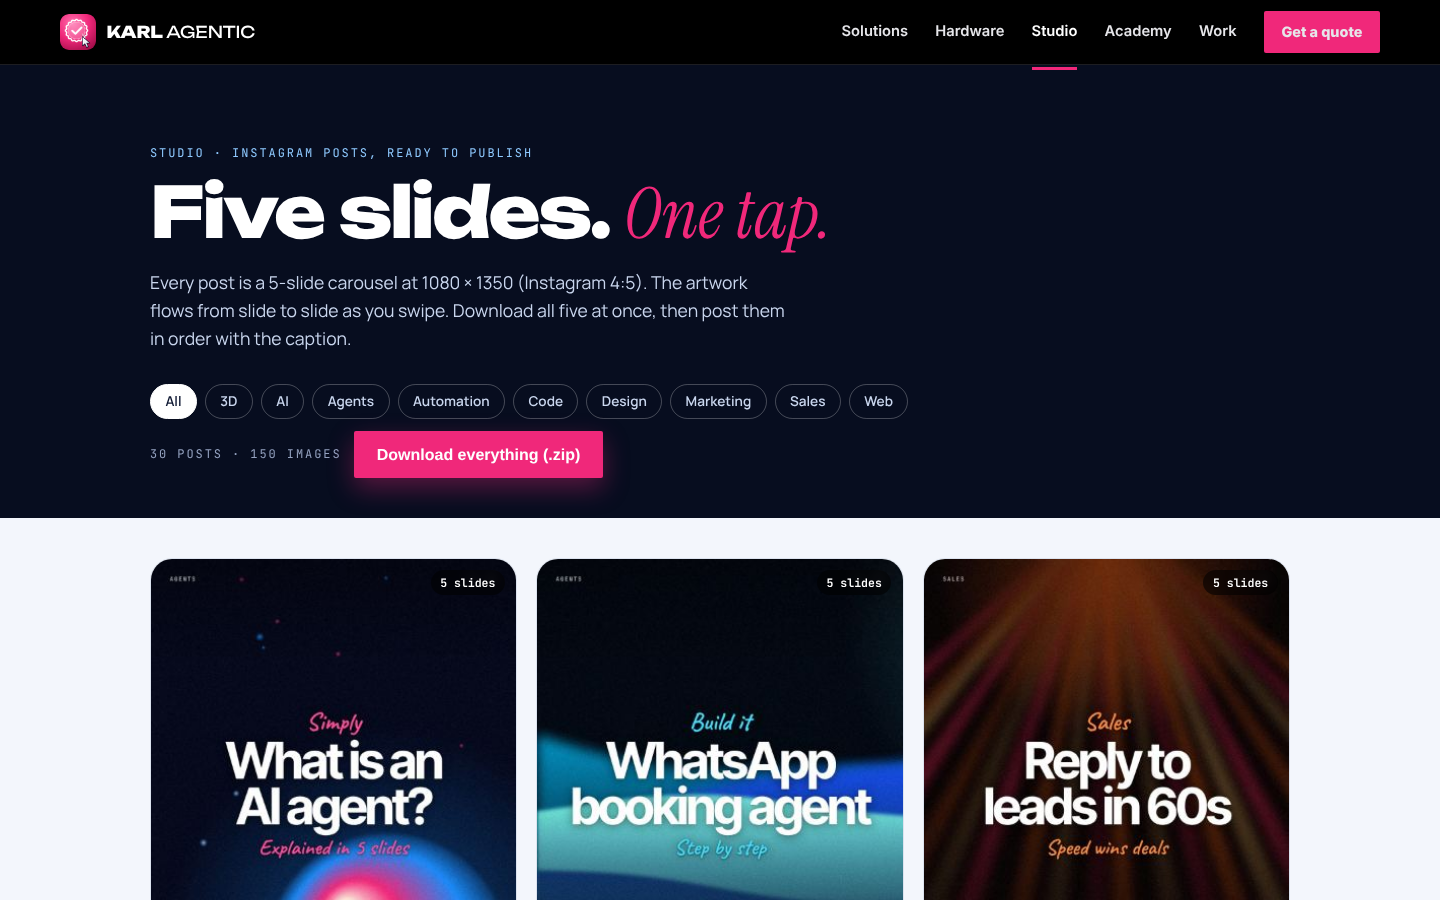 KARL AGENTIC
Solutions
Hardware
Studio
Academy
Work
Get a quote
STUDIO · INSTAGRAM POSTS, READY TO PUBLISH
Five slides. One tap.
Every post is a 5-slide carousel at 1080 × 1350 (Instagram 4:5). The artwork
flows from slide to slide as you swipe. Download all five at once, then post them
in order with the caption.
All
3D
AI
Agents
Automation
Code
Design
Marketing
Sales
Web
30 POSTS · 150 IMAGES
Download everything (.zip)
AGENTS
5 slides
Simply
What is an
AI agent?
Explained in 5 slides
AGENTS
5 slides
Build it
WhatsApp
booking agent
Step by step
SALES
5 slides
Sales
Reply to
leads in 60s
Speed wins deals